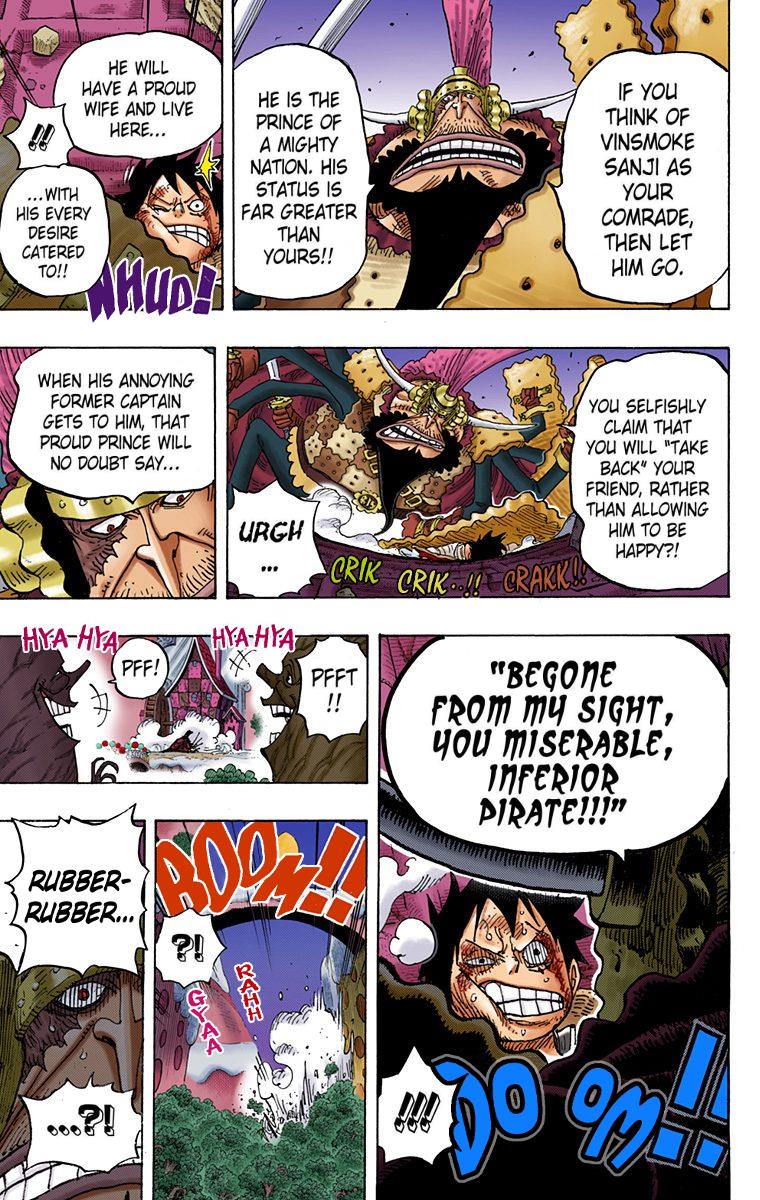 IF YOU
THINK OF
VINSMOKE
SANJI AS
YOUR
COMRADE,
THEN LET
HIM GO.
HE IS THE
PRINCE OF
A MIGHTY
NATION. HIS
STATUS IS
FAR GREATER
THAN
YOURS!!
HE WILL
HAVE A PROUD
WIFE AND LIVE
HERE...
!!
...WITH
HIS EVERY
DESIRE
CATERED
TO!!
WHUD!
YOU SELFISHLY
CLAIM THAT
YOU WILL "TAKE
BACK" YOUR
FRIEND, RATHER
THAN ALLOWING
HIM TO BE
HAPPY?!
URGH
...
CRIK
CRIK..!!
CRAKK!!
WHEN HIS ANNOYING
FORMER CAPTAIN
GETS TO HIM, THAT
PROUD PRINCE WILL
NO DOUBT SAY...
"BEGONE
FROM MY SIGHT,
YOU MISERABLE,
INFERIOR
PIRATE!!!"
!!!
DOOM!!
HYA-HYA
PFFT
!!
HYA-HYA
PFF!
ROOM!!
?!
RAHH
GYAA
RUBBER-
RUBBER...
...?!